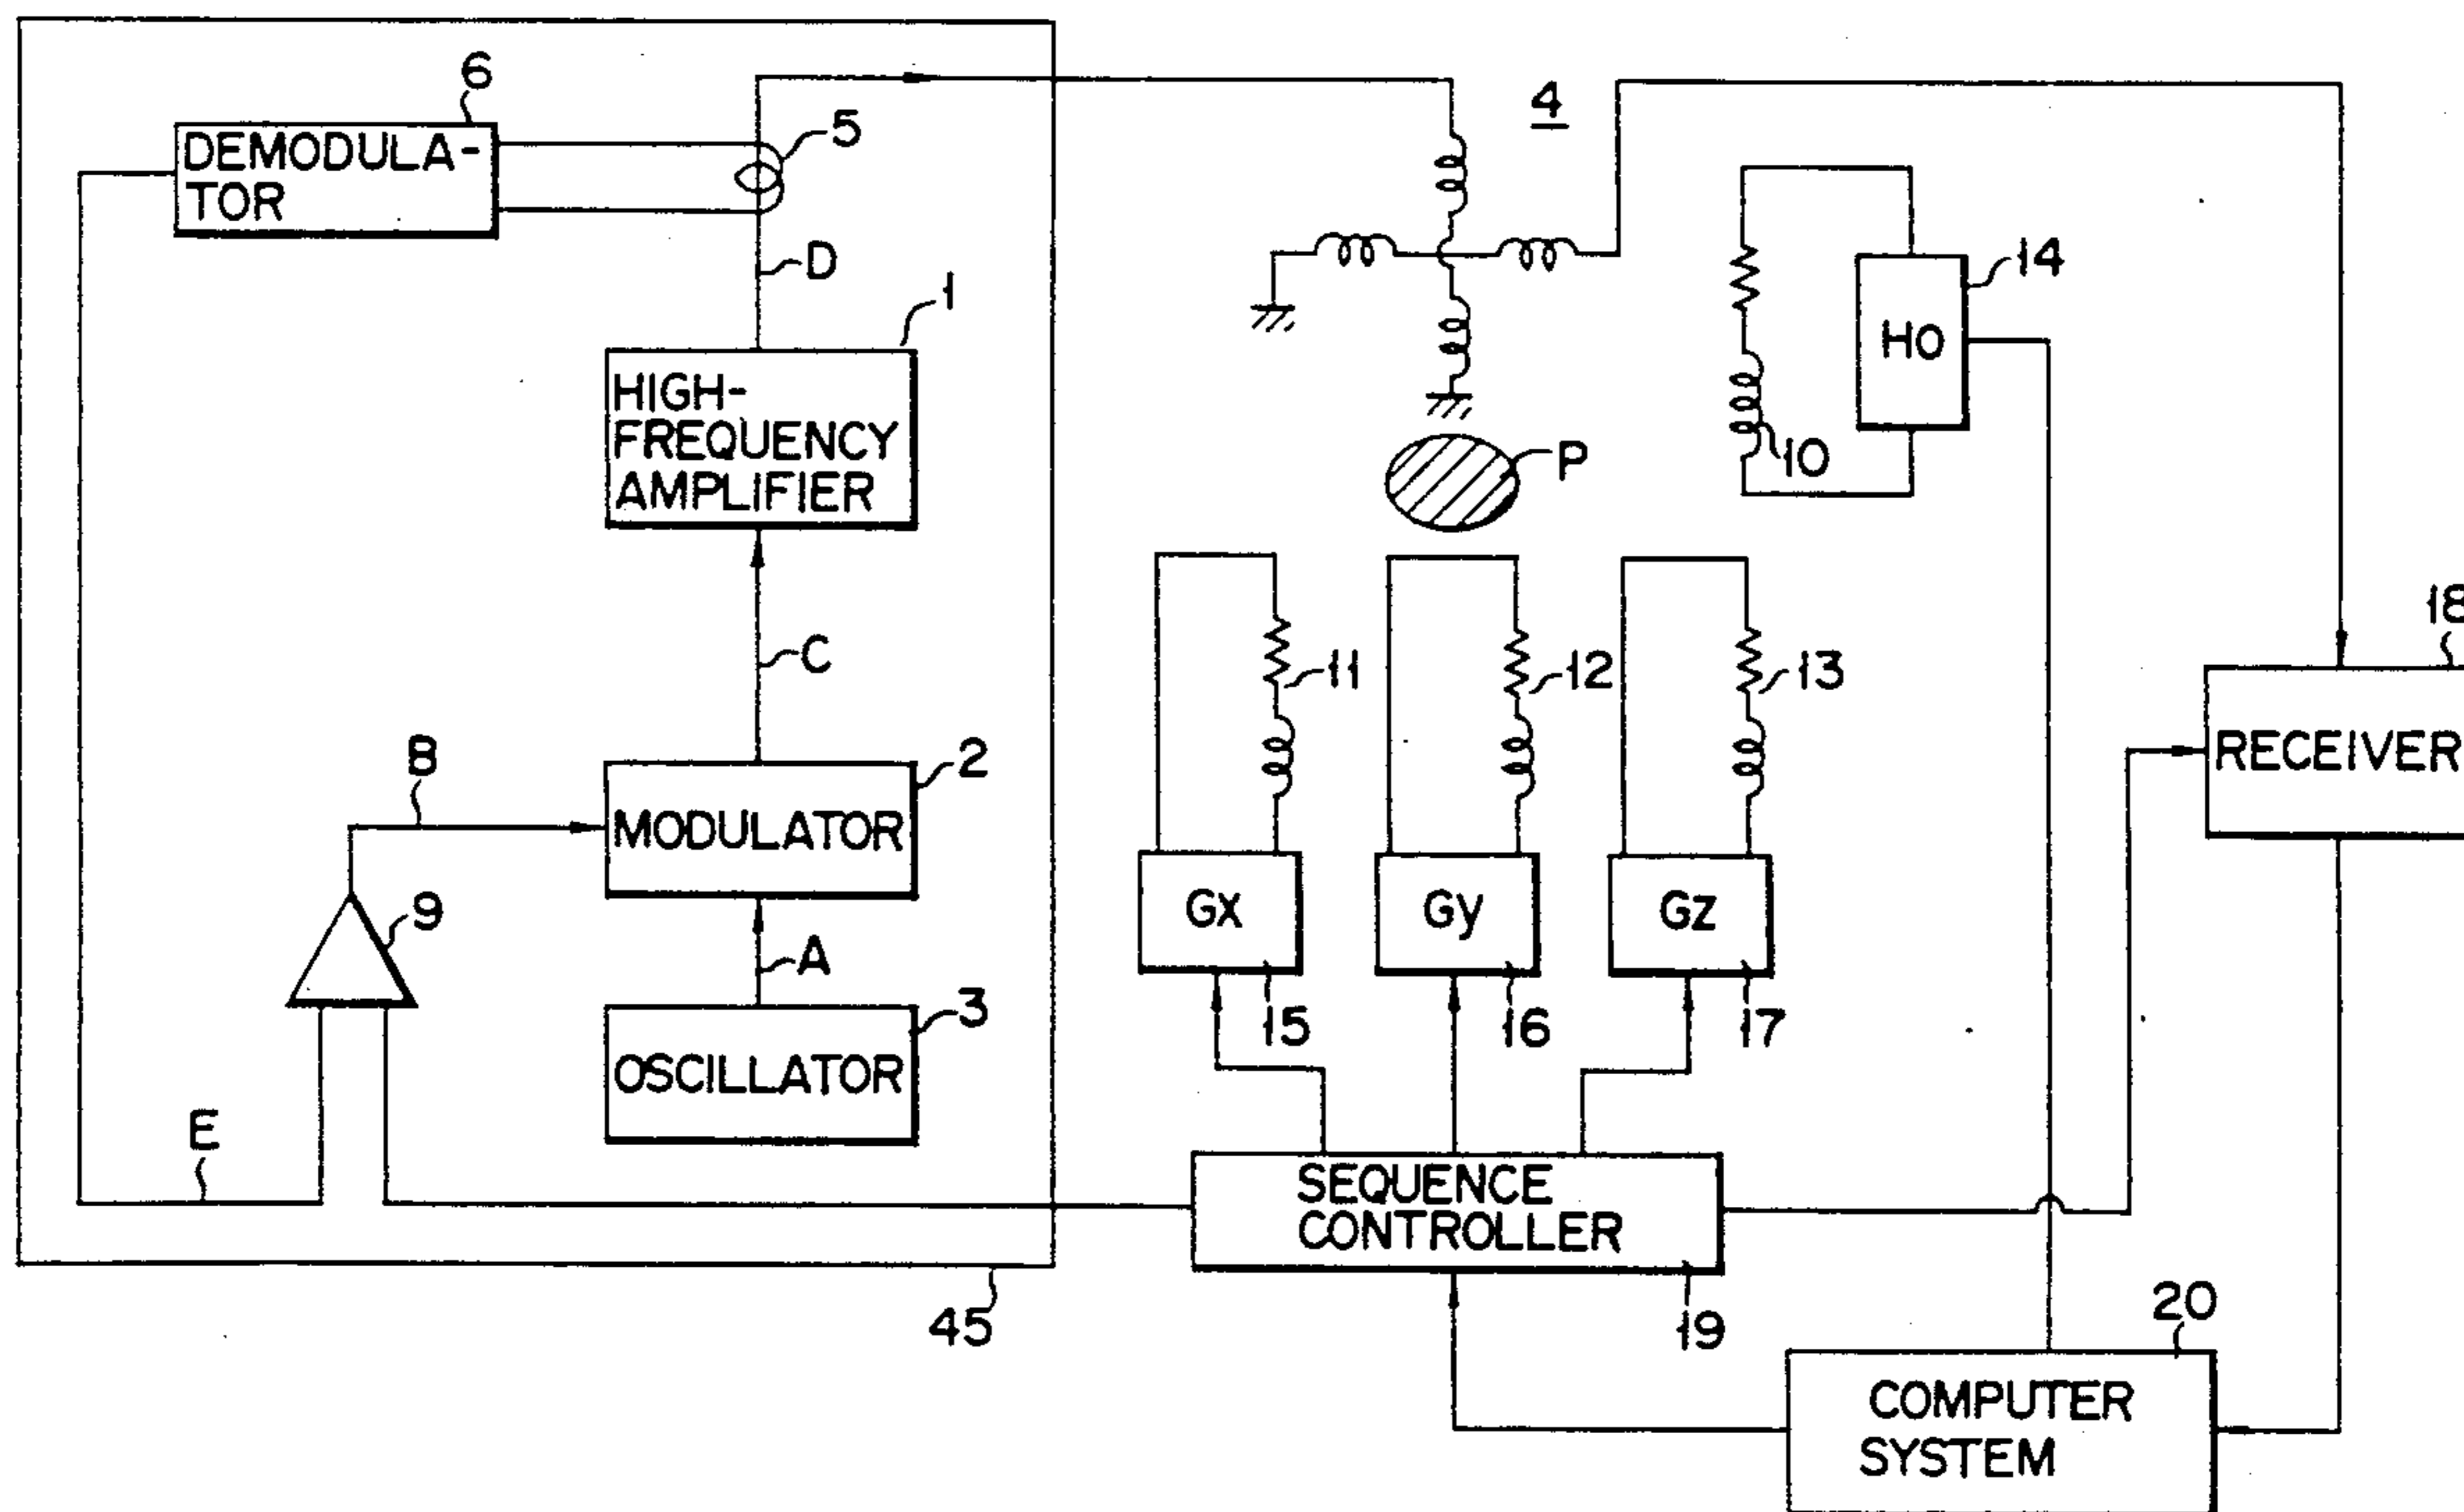 6
DEMODULA-
TOR
5
D
1
HIGH-
FREQUENCY
AMPLIFIER
C
B
2
MODULATOR
9
A
3
OSCILLATOR
E
45
4
14
HO
10
P
11
12
13
18
RECEIVER
Gx
Gy
Gz
15
16
17
SEQUENCE
CONTROLLER
19
20
COMPUTER
SYSTEM